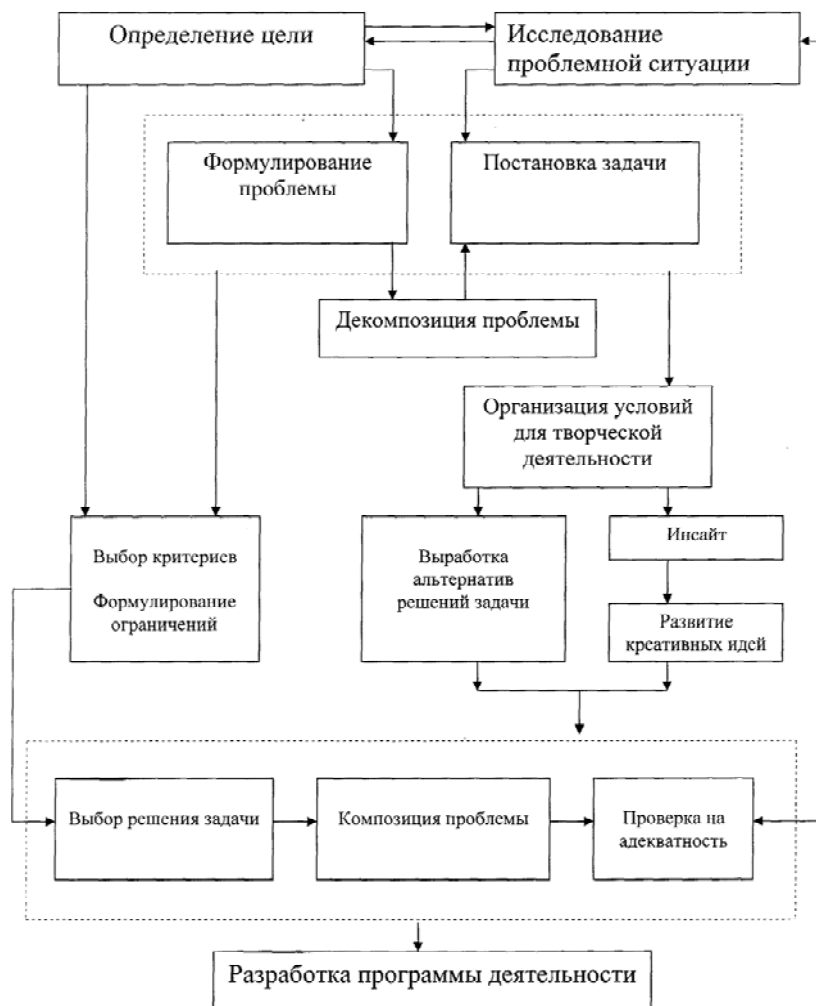 Определение цели
Исследование
проблемной ситуации
Формулирование
проблемы
Постановка задачи
Декомпозиция проблемы
Организация условий
для творческой
деятельности
Выбор критериев
Формулирование
ограничений
Выработка
альтернатив
решений задачи
Инсайт
Развитие
креативных идей
Выбор решения задачи
Композиция проблемы
Проверка на
адекватность
Разработка программы деятельности